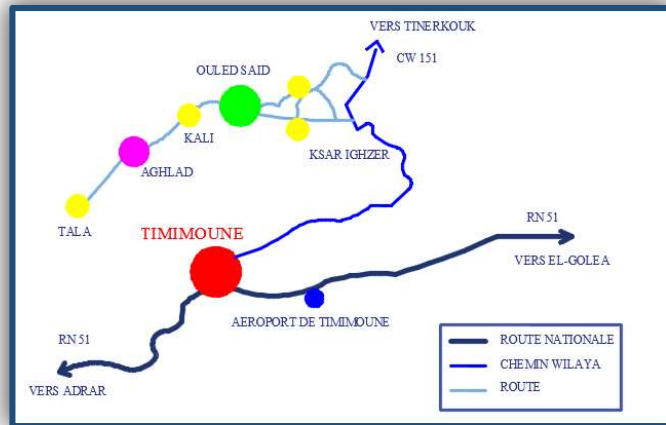 VERS TINERKOUK
CW 151
OULED SAID
KALI
KSAR IGHZER
AGHLAD
TALA
TIMIMOUNE
RN 51
VERS EL-GOLEA
AEROPORT DE TIMIMOUNE
RN 51
VERS ADRAR
ROUTE NATIONALE
CHEMIN WILAYA
ROUTE